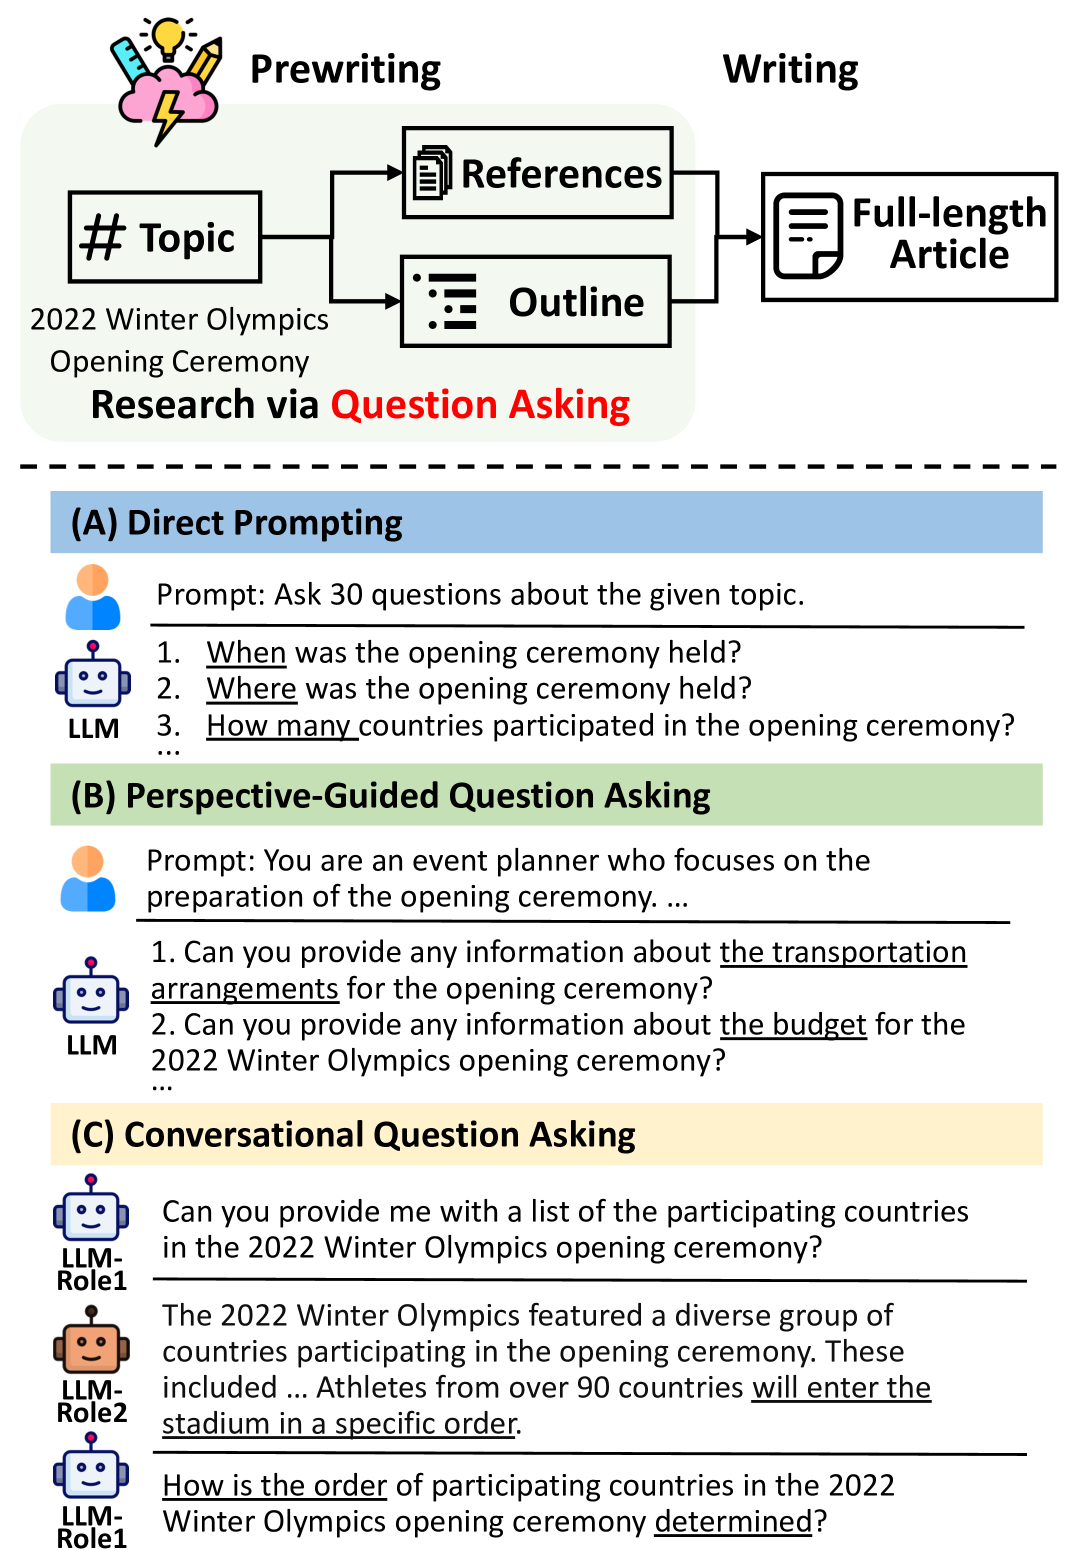 Prewriting
Writing
References
# Topic
Full-length
Article
Outline
2022 Winter Olympics
Opening Ceremony
Research via Question Asking
(A) Direct Prompting
Prompt: Ask 30 questions about the given topic.
LLM
1. When was the opening ceremony held?
2. Where was the opening ceremony held?
3. How many countries participated in the opening ceremony?
...
(B) Perspective-Guided Question Asking
Prompt: You are an event planner who focuses on the
preparation of the opening ceremony. ...
LLM
1. Can you provide any information about the transportation
arrangements for the opening ceremony?
2. Can you provide any information about the budget for the
2022 Winter Olympics opening ceremony?
...
(C) Conversational Question Asking
LLM-
Role1
Can you provide me with a list of the participating countries
in the 2022 Winter Olympics opening ceremony?
LLM-
Role2
The 2022 Winter Olympics featured a diverse group of
countries participating in the opening ceremony. These
included ... Athletes from over 90 countries will enter the
stadium in a specific order.
LLM-
Role1
How is the order of participating countries in the 2022
Winter Olympics opening ceremony determined?